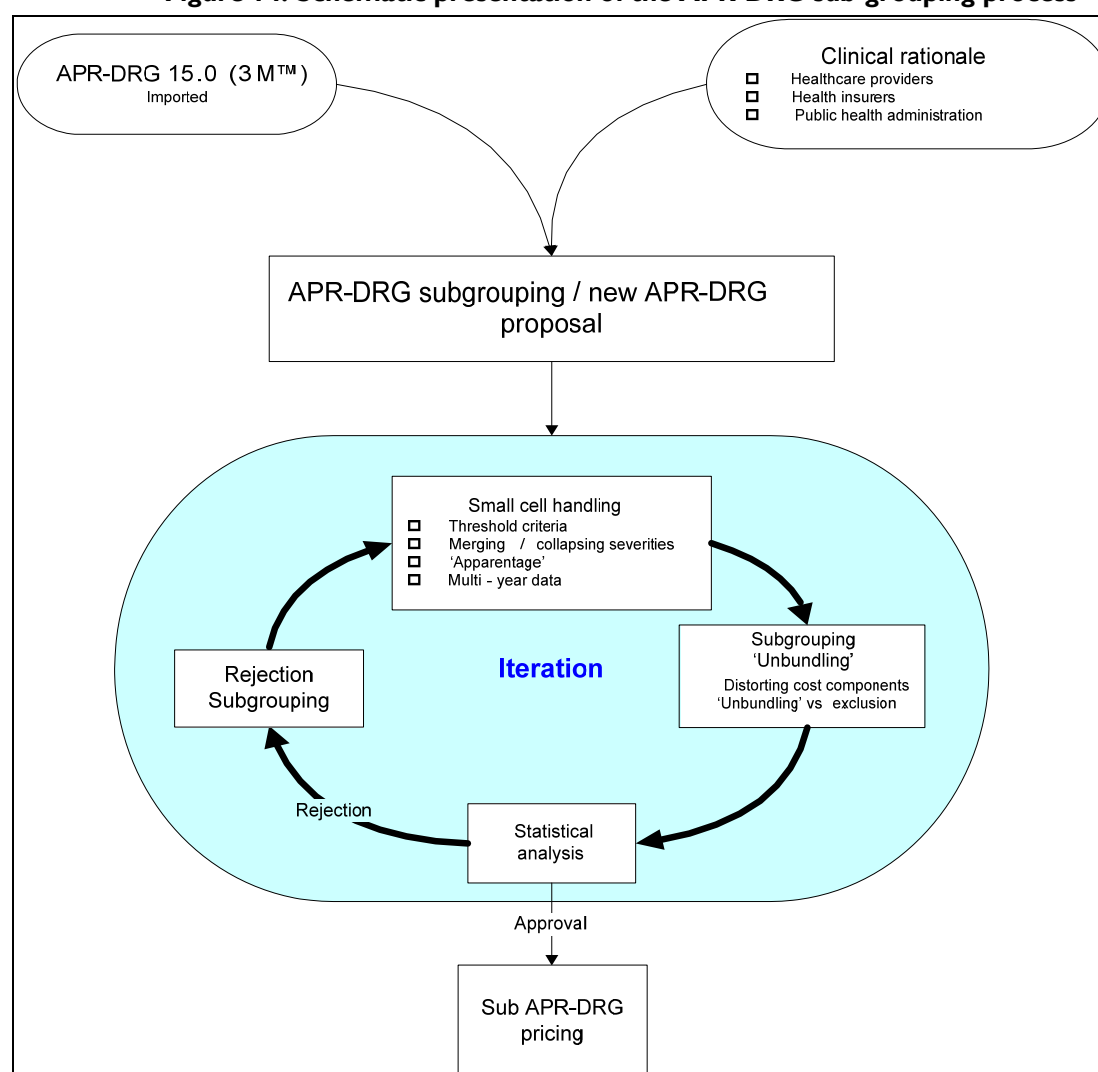 APR-DRG 15.0 (3M™)
Imported
Clinical rationale
Healthcare providers
Health insurers
Public health administration
APR-DRG subgrouping / new APR-DRG
proposal
Small cell handling
Threshold criteria
Merging / collapsing severities
'Apparentage'
Multi - year data
Subgrouping
'Unbundling'
Distorting cost components
'Unbundling' vs exclusion
Iteration
Rejection
Subgrouping
Rejection
Statistical
analysis
Approval
Sub APR-DRG
pricing